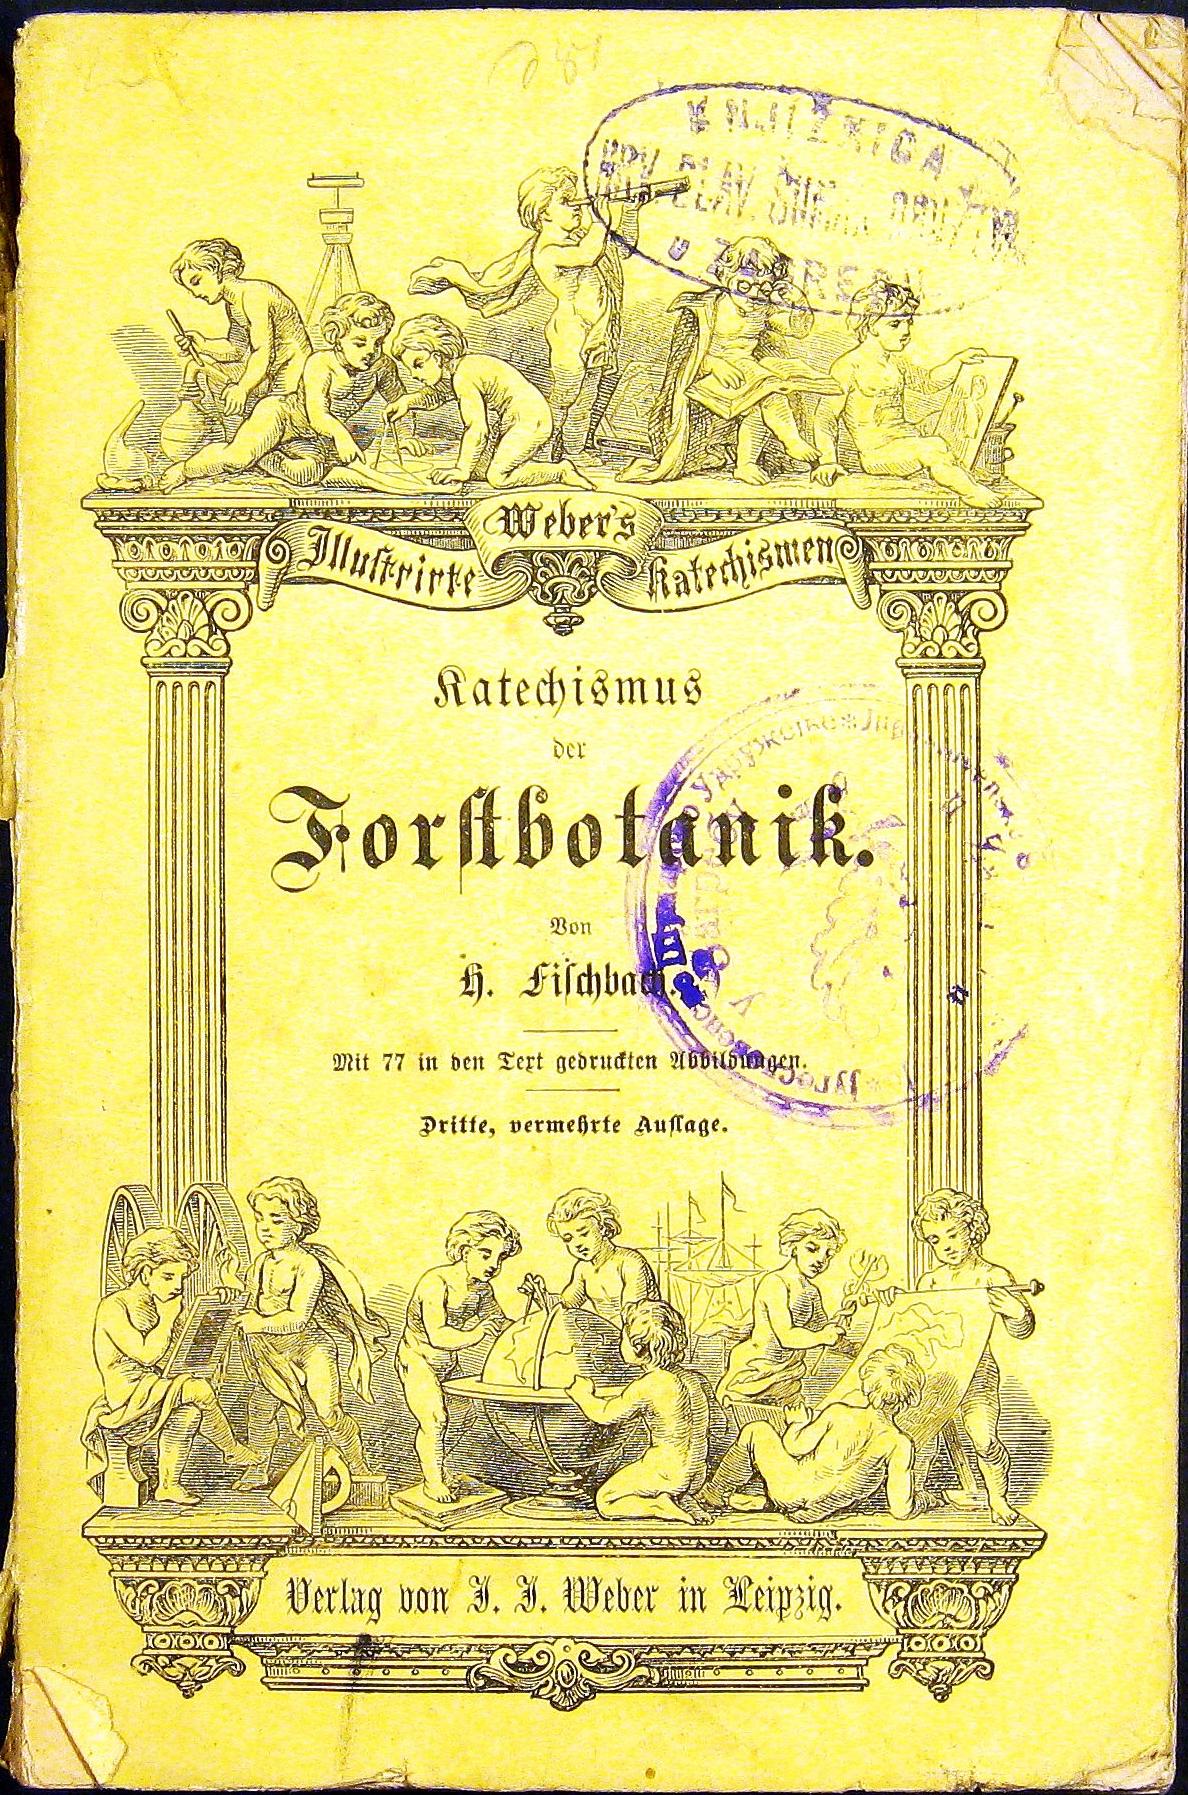 KNJIŽNICA
Weber's
Illustrirte Katechismen
Katechismus
der
Forstbotanik.
Von
H. Fischbach.
Mit 77 in den Text gedruckten Abbildungen.
Dritte, vermehrte Auflage.
Verlag von J. J. Weber in Leipzig.